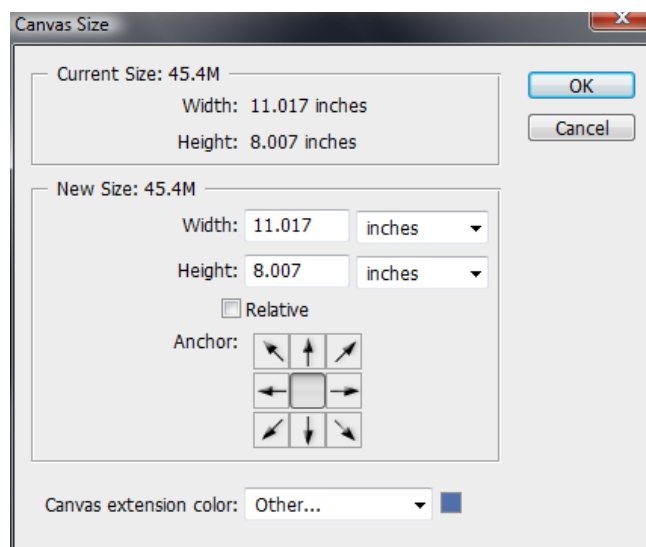 Canvas Size
Current Size: 45.4M
Width: 11.017 inches
Height: 8.007 inches
OK
Cancel
New Size: 45.4M
Width: 11.017 inches
Height: 8.007 inches
Relative
Anchor:
Canvas extension color: Other...